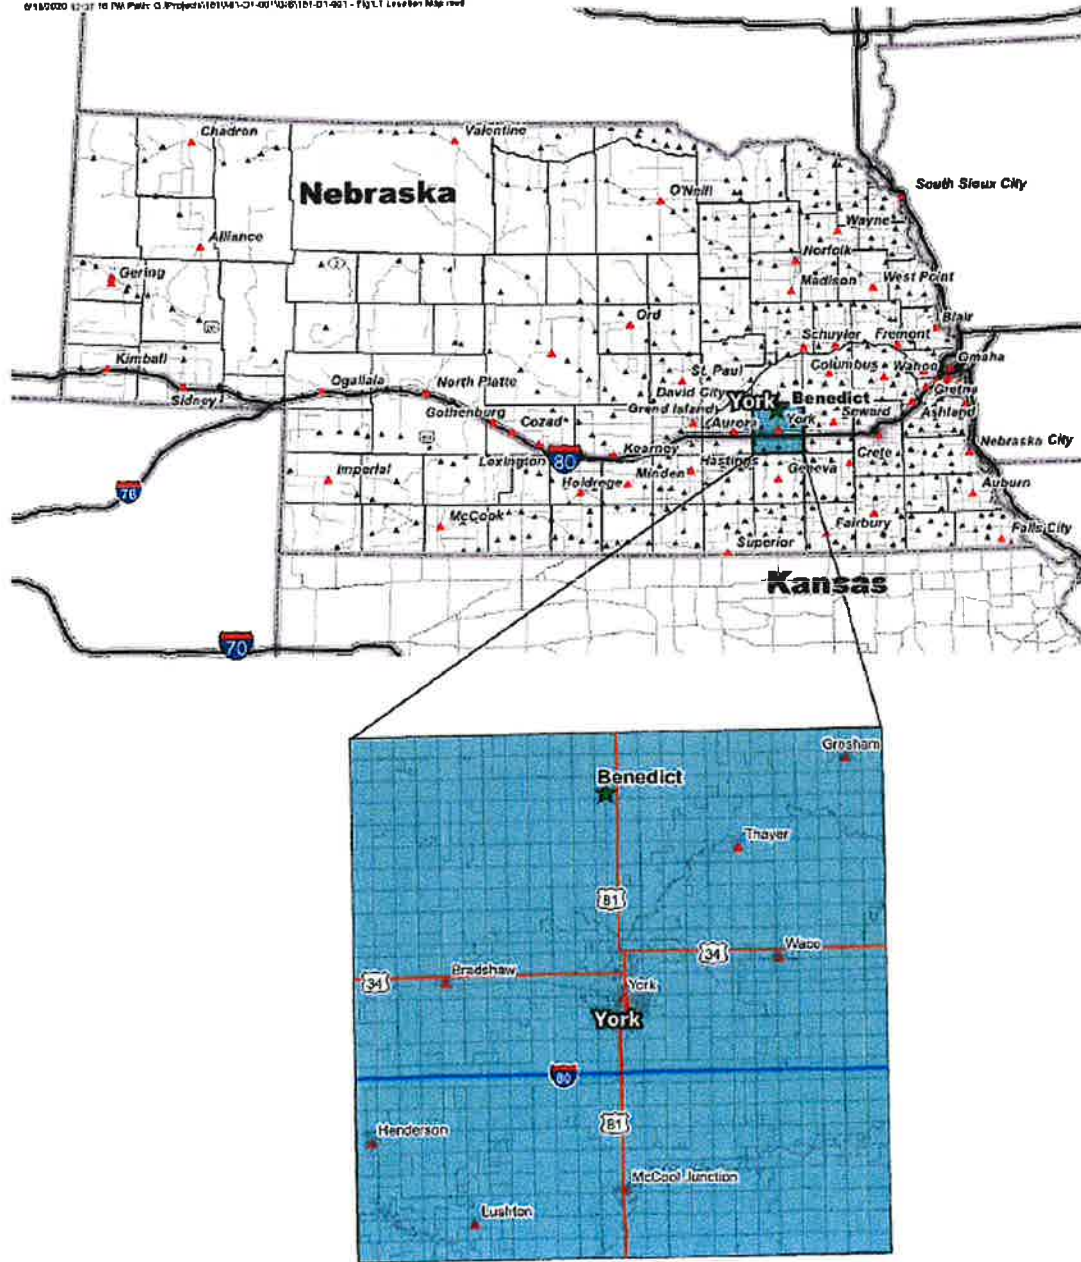 Chadron
Valentine
Nebraska
O'Neill
South Sioux City
Wayne
Alliance
Norfolk
Gering
Madison
West Point
2
Ord
Blair
Schuyler
Fremont
Kimball
Omaha
St. Paul
Columbus
Wahoo
Ogallala
North Platte
David City
York
Benedict
Gretna
Sidney
Gothenburg
Grand Island
Seward
Ashland
Cozad
Aurora
York
Nebraska City
Kearney
Lexington
80
Hastings
Crete
Imperial
Minden
Geneva
76
Holdrege
Auburn
McCook
Fairbury
Falls City
Superior
Kansas
70
Gresham
Benedict
Thayer
81
Waco
34
Bradshaw
34
York
York
80
81
Henderson
McCool Junction
Lushton